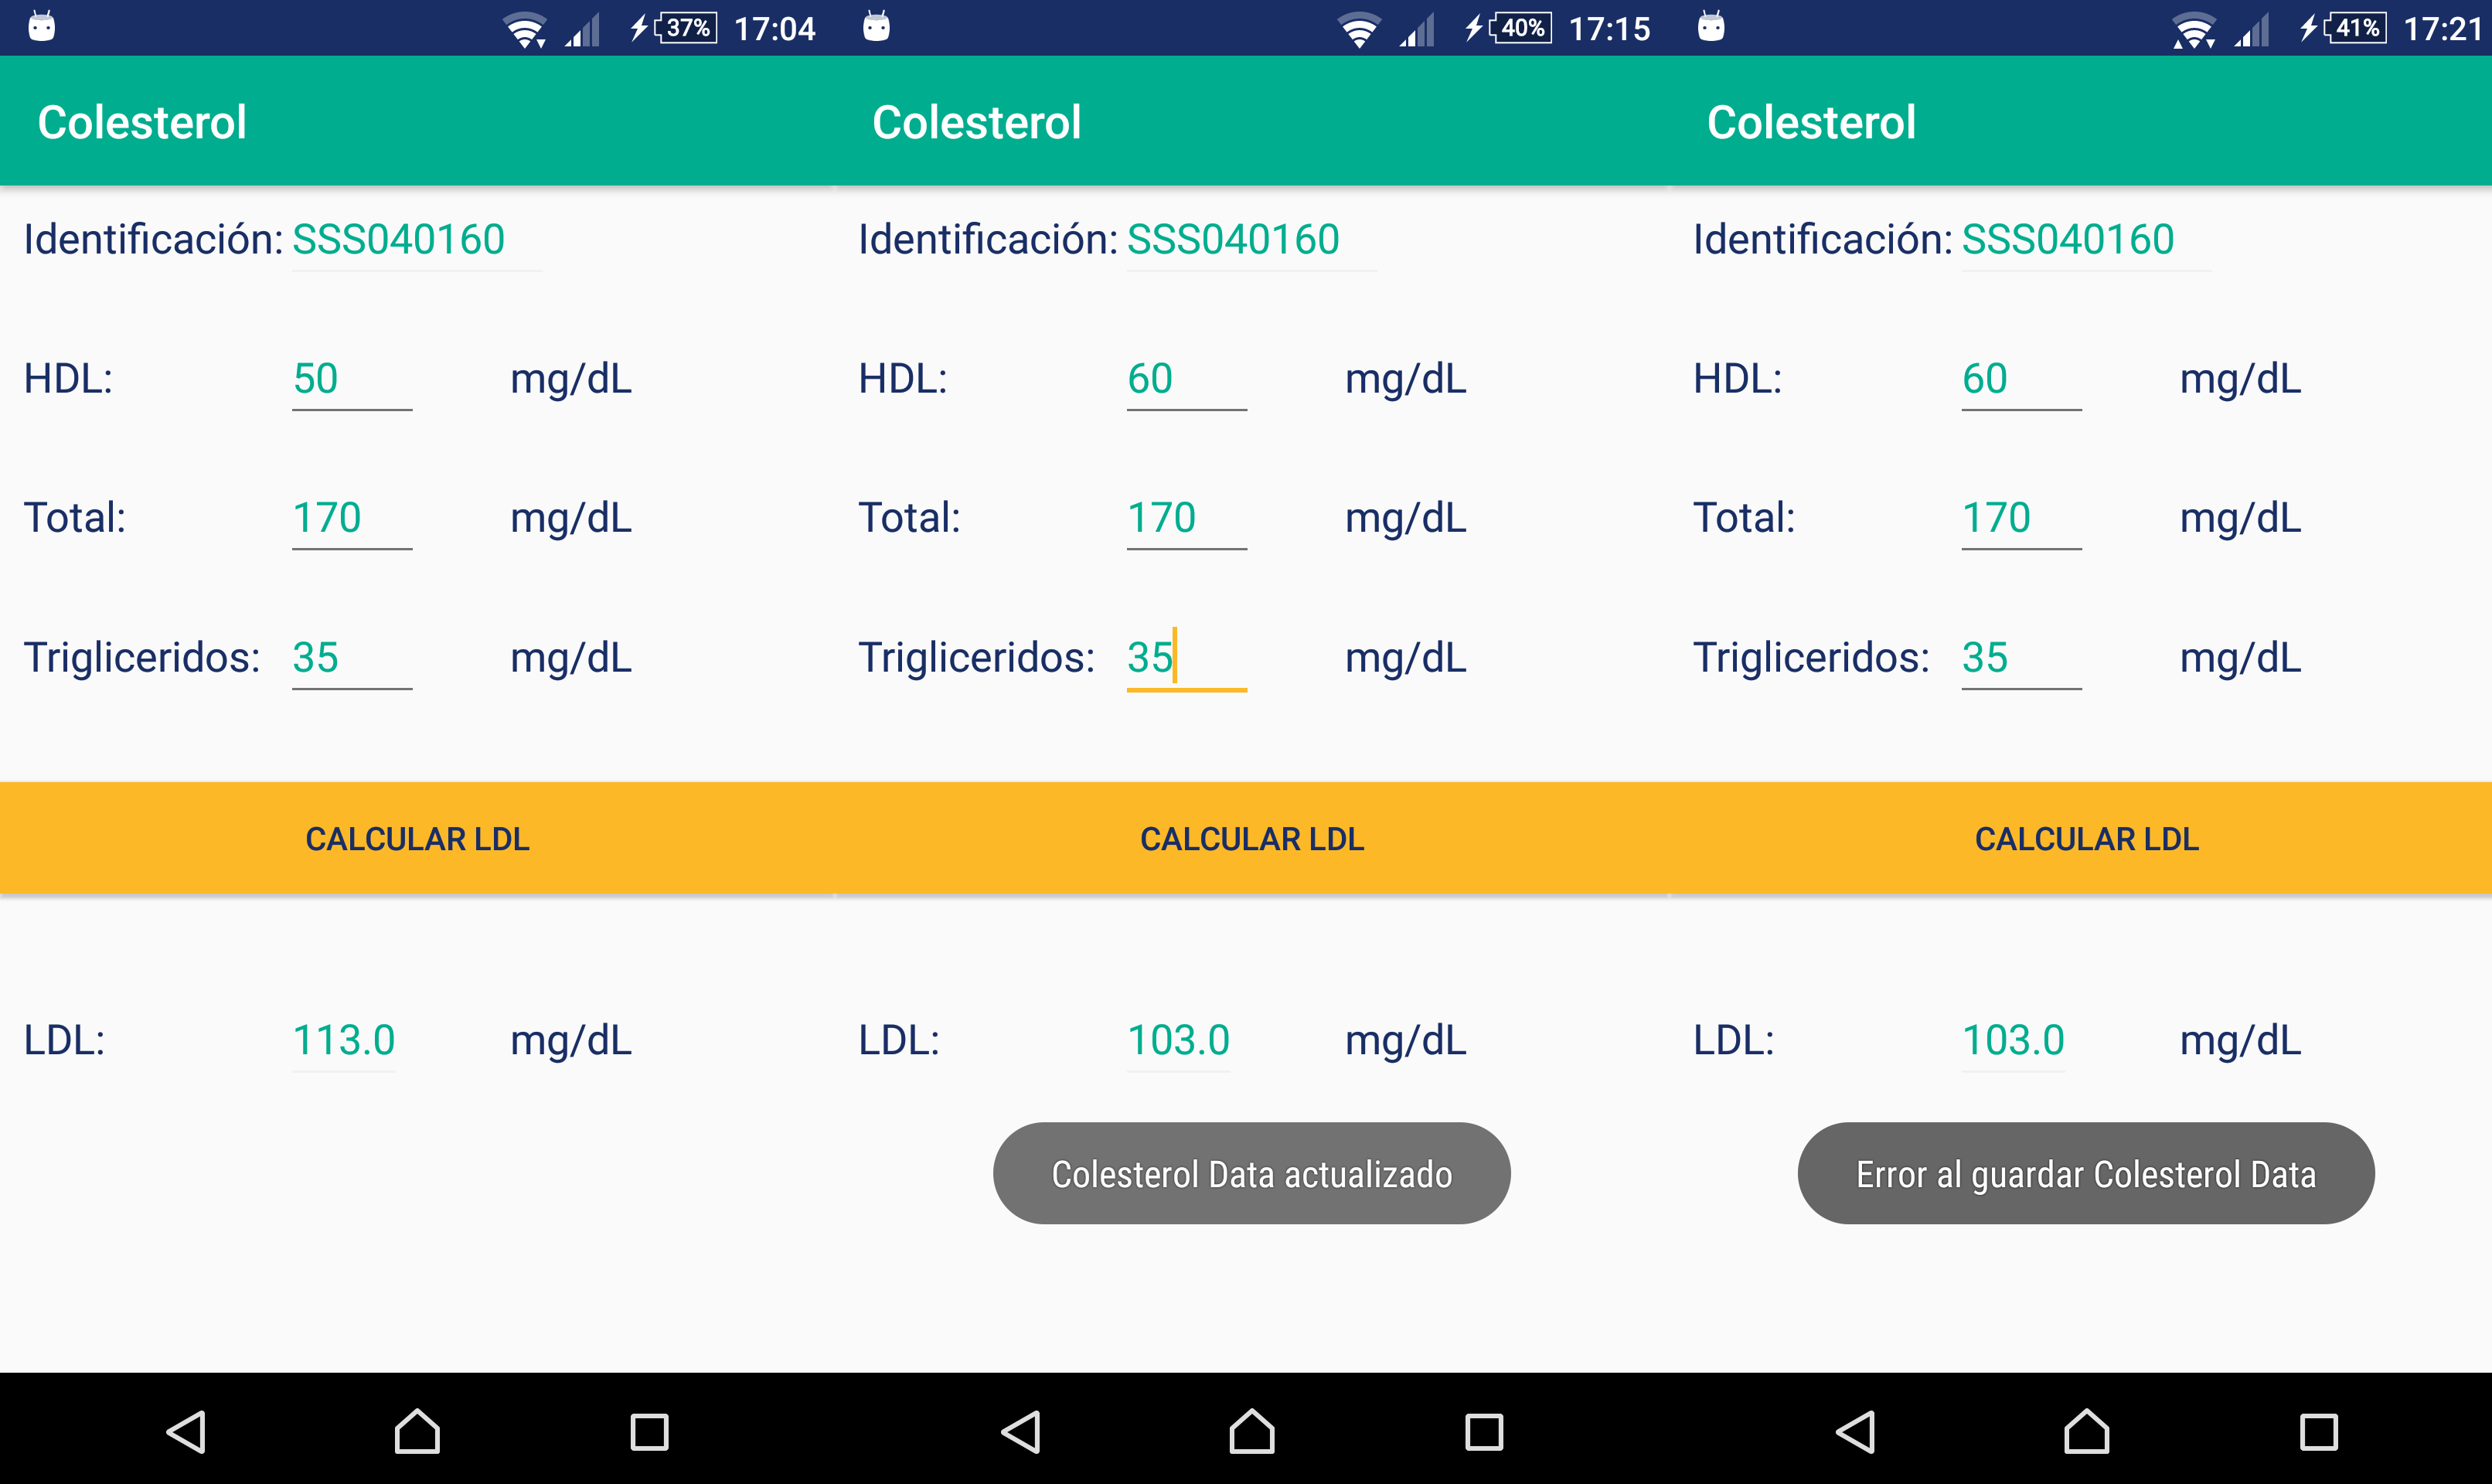 37% 17:04
Colesterol
Identificación: SSS040160
HDL: 50 mg/dL
Total: 170 mg/dL
Trigliceridos: 35 mg/dL
CALCULAR LDL
LDL: 113.0 mg/dL
40% 17:15
Colesterol
Identificación: SSS040160
HDL: 60 mg/dL
Total: 170 mg/dL
Trigliceridos: 35 mg/dL
CALCULAR LDL
LDL: 103.0 mg/dL
Colesterol Data actualizado
41% 17:21
Colesterol
Identificación: SSS040160
HDL: 60 mg/dL
Total: 170 mg/dL
Trigliceridos: 35 mg/dL
CALCULAR LDL
LDL: 103.0 mg/dL
Error al guardar Colesterol Data